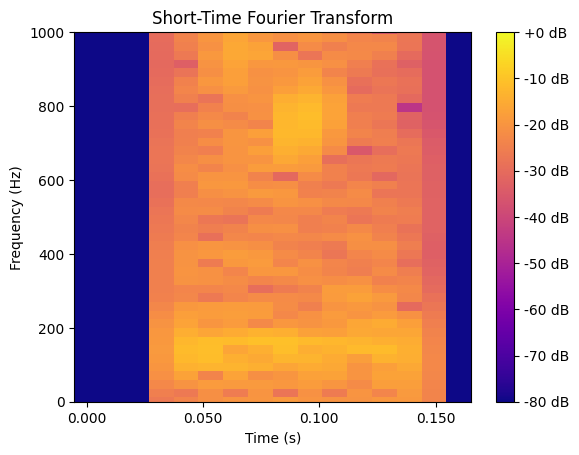 Short-Time Fourier Transform
1000
800
600
400
200
0
Frequency (Hz)
0.000
0.050
0.100
0.150
Time (s)
+0 dB
-10 dB
-20 dB
-30 dB
-40 dB
-50 dB
-60 dB
-70 dB
-80 dB